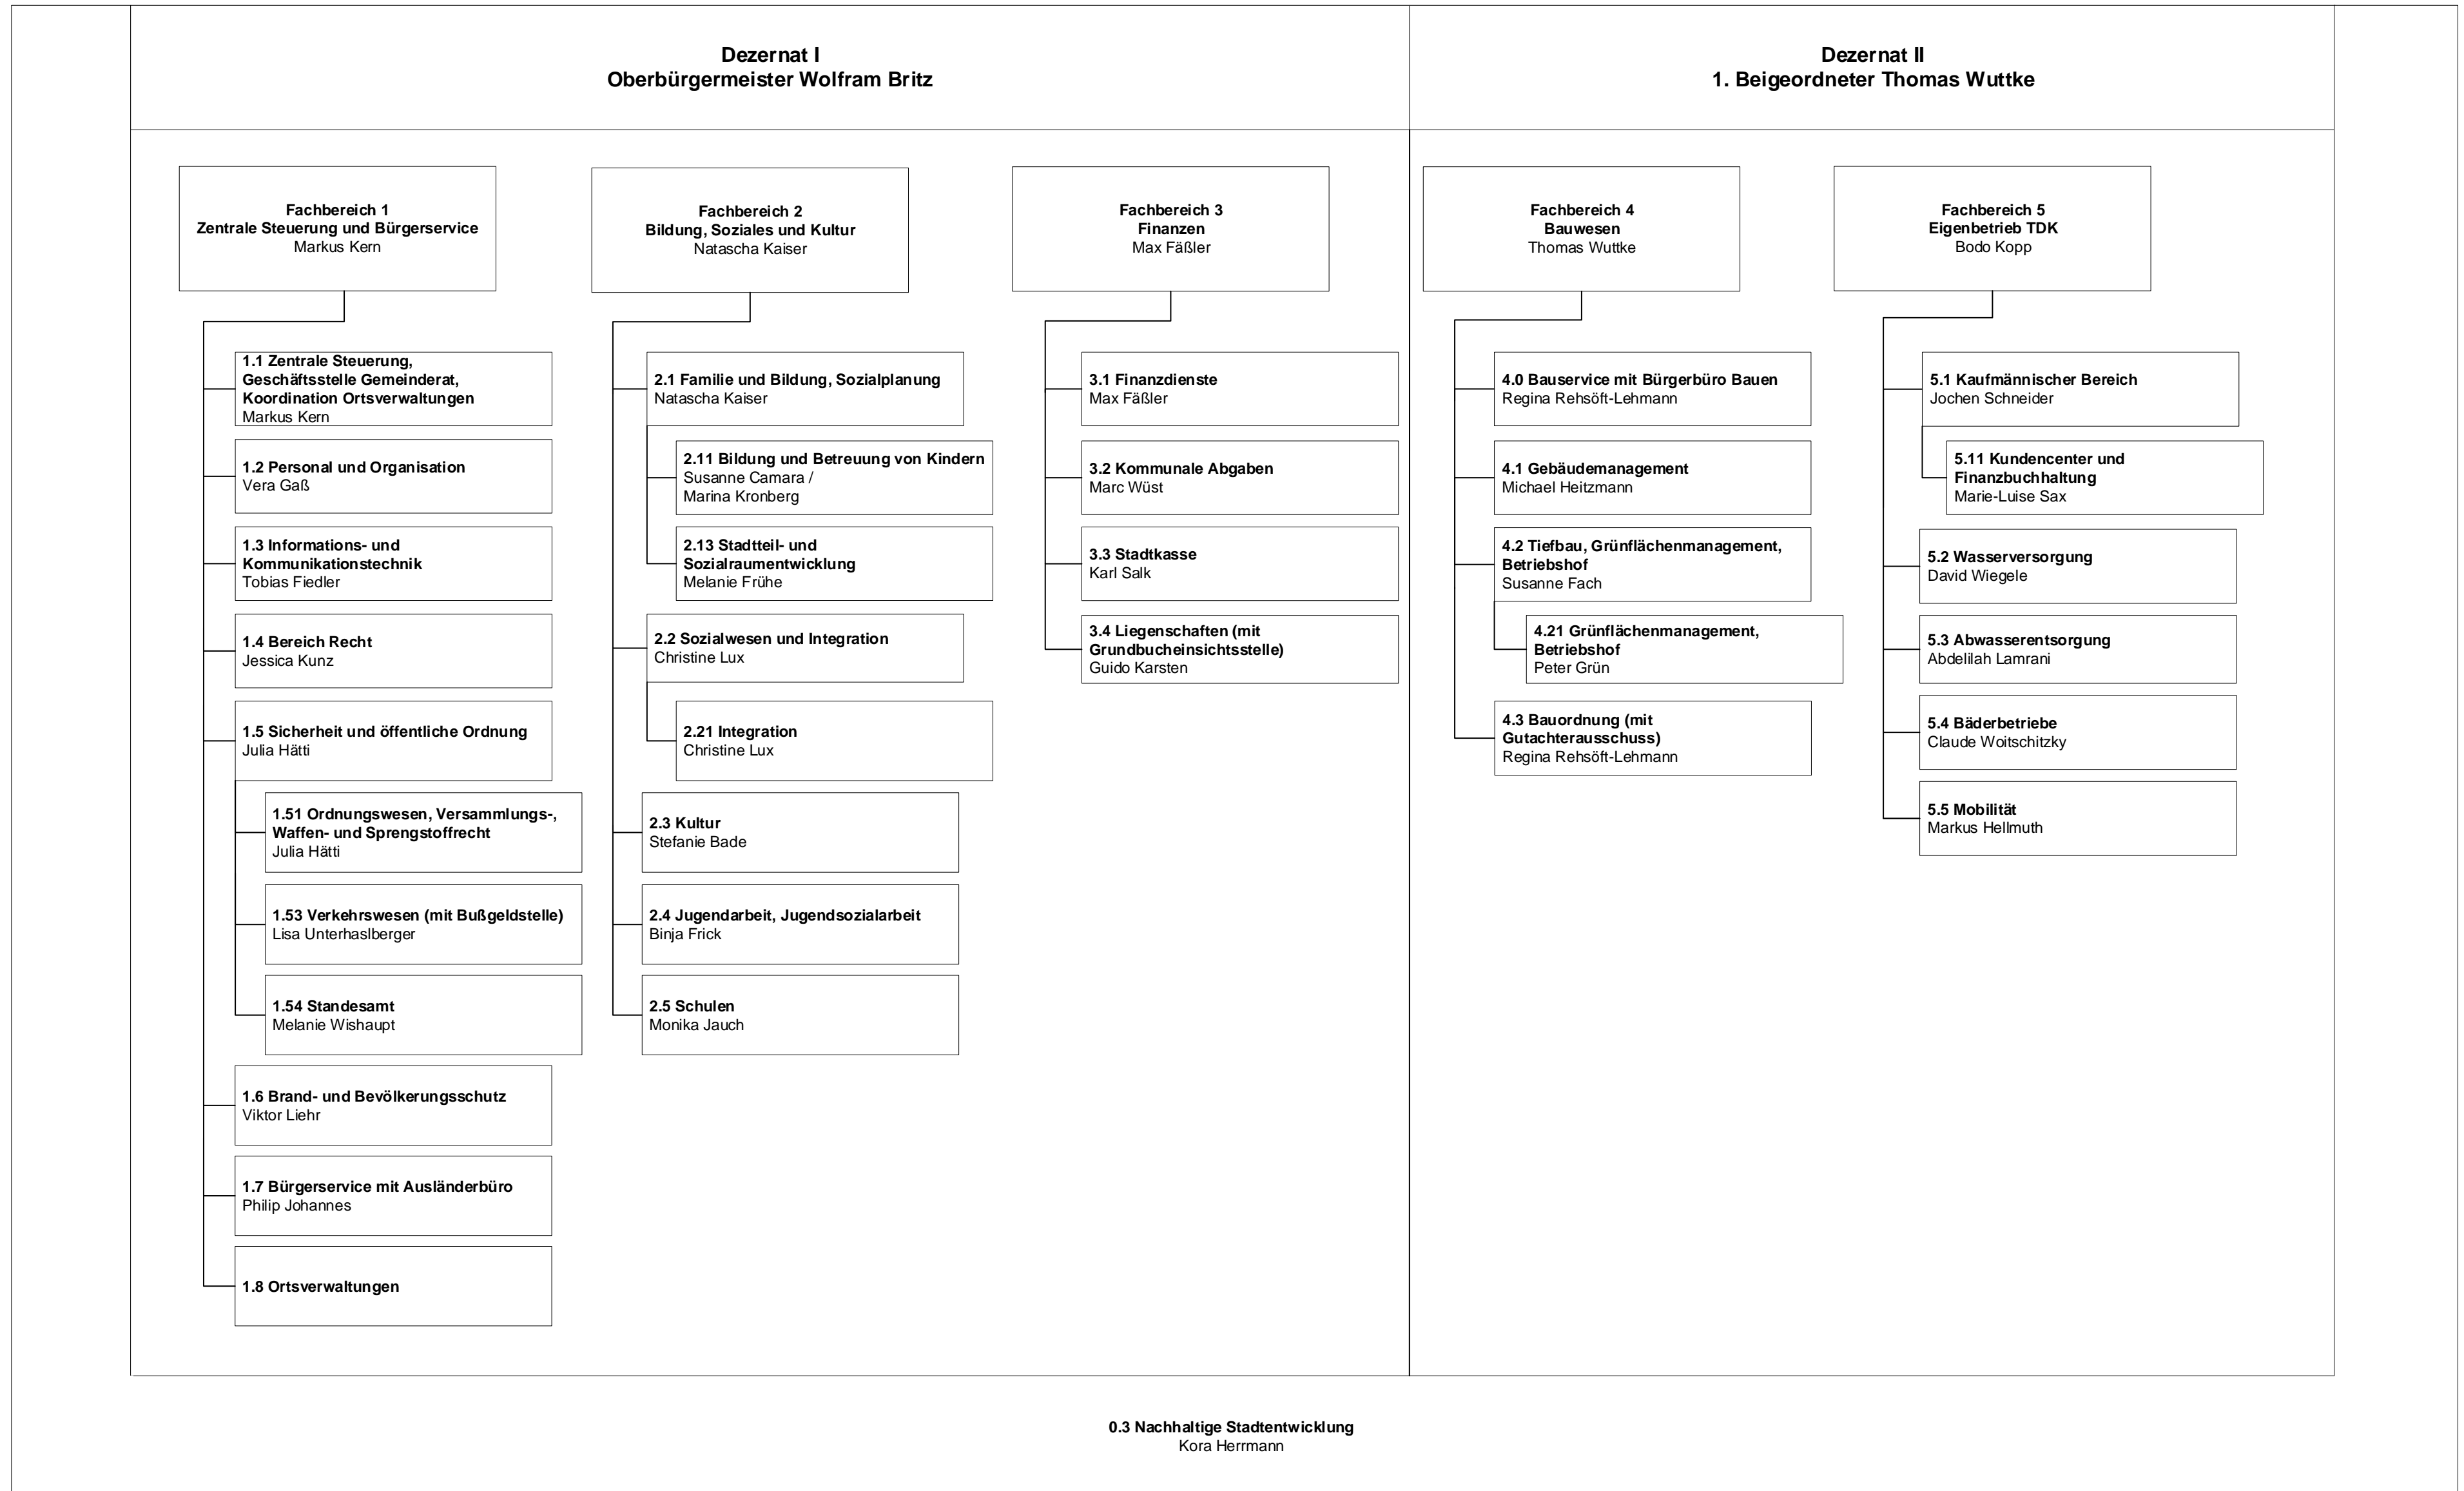 Dezernat I
Oberbürgermeister Wolfram Britz
Dezernat II
1. Beigeordneter Thomas Wuttke
Fachbereich 1
Zentrale Steuerung und Bürgerservice
Markus Kern
1.1 Zentrale Steuerung,
Geschäftsstelle Gemeinderat,
Koordination Ortsverwaltungen
Markus Kern
1.2 Personal und Organisation
Vera Gaß
1.3 Informations- und
Kommunikationstechnik
Tobias Fiedler
1.4 Bereich Recht
Jessica Kunz
1.5 Sicherheit und öffentliche Ordnung
Julia Hätti
1.51 Ordnungswesen, Versammlungs-,
Waffen- und Sprengstoffrecht
Julia Hätti
1.53 Verkehrswesen (mit Bußgeldstelle)
Lisa Unterhaslberger
1.54 Standesamt
Melanie Wishaupt
1.6 Brand- und Bevölkerungsschutz
Viktor Liehr
1.7 Bürgerservice mit Ausländerbüro
Philip Johannes
1.8 Ortsverwaltungen
Fachbereich 2
Bildung, Soziales und Kultur
Natascha Kaiser
2.1 Familie und Bildung, Sozialplanung
Natascha Kaiser
2.11 Bildung und Betreuung von Kindern
Susanne Camara /
Marina Kronberg
2.13 Stadtteil- und
Sozialraumentwicklung
Melanie Frühe
2.2 Sozialwesen und Integration
Christine Lux
2.21 Integration
Christine Lux
2.3 Kultur
Stefanie Bade
2.4 Jugendarbeit, Jugendsozialarbeit
Binja Frick
2.5 Schulen
Monika Jauch
Fachbereich 3
Finanzen
Max Fäßler
3.1 Finanzdienste
Max Fäßler
3.2 Kommunale Abgaben
Marc Wüst
3.3 Stadtkasse
Karl Salk
3.4 Liegenschaften (mit
Grundbucheinsichtsstelle)
Guido Karsten
Fachbereich 4
Bauwesen
Thomas Wuttke
4.0 Bauservice mit Bürgerbüro Bauen
Regina Rehsöft-Lehmann
4.1 Gebäudemanagement
Michael Heitzmann
4.2 Tiefbau, Grünflächenmanagement,
Betriebshof
Susanne Fach
4.21 Grünflächenmanagement,
Betriebshof
Peter Grün
4.3 Bauordnung (mit
Gutachterausschuss)
Regina Rehsöft-Lehmann
Fachbereich 5
Eigenbetrieb TDK
Bodo Kopp
5.1 Kaufmännischer Bereich
Jochen Schneider
5.11 Kundencenter und
Finanzbuchhaltung
Marie-Luise Sax
5.2 Wasserversorgung
David Wiegele
5.3 Abwasserentsorgung
Abdelilah Lamrani
5.4 Bäderbetriebe
Claude Woitschitzky
5.5 Mobilität
Markus Hellmuth
0.3 Nachhaltige Stadtentwicklung
Kora Herrmann